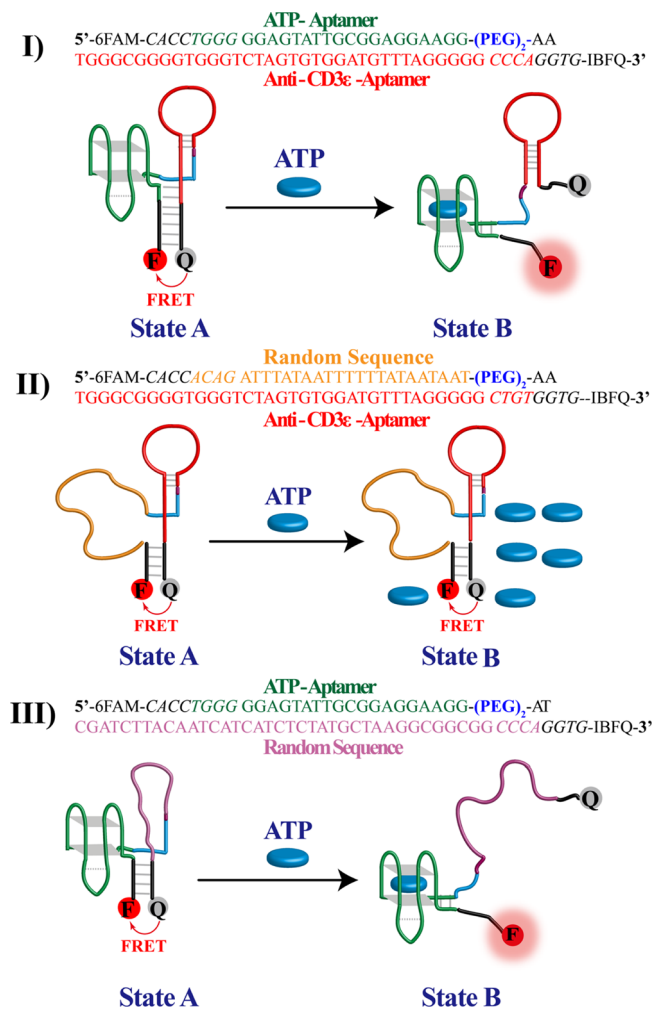 I)
ATP-Aptamer
5'-6FAM-CACCTGGG GGAGTATTGCGGAGGAAGG-(PEG)2-AA
TGGGCGGGGTGGGTCTAGTGTGGATGTTTAGGGGG CCCAGGTG-IBFQ-3'
Anti-CD3ε-Aptamer
ATP
Q
F Q
F
FRET
State A State B
II)
Random Sequence
5'-6FAM-CACCACAG ATTTATAATTTTTTATAATAAT-(PEG)2-AA
TGGGCGGGGTGGGTCTAGTGTGGATGTTTAGGGGG CTGTGGTG--IBFQ-3'
Anti-CD3ε-Aptamer
ATP
F Q F Q
FRET FRET
State A State B
III)
ATP-Aptamer
5'-6FAM-CACCTGGG GGAGTATTGCGGAGGAAGG-(PEG)2-AT
CGATCTTACAATCATCATCTCTATGCTAAGGCGGCGG CCCAGGTG-IBFQ-3'
Random Sequence
Q
ATP
F Q
F
FRET
State A State B